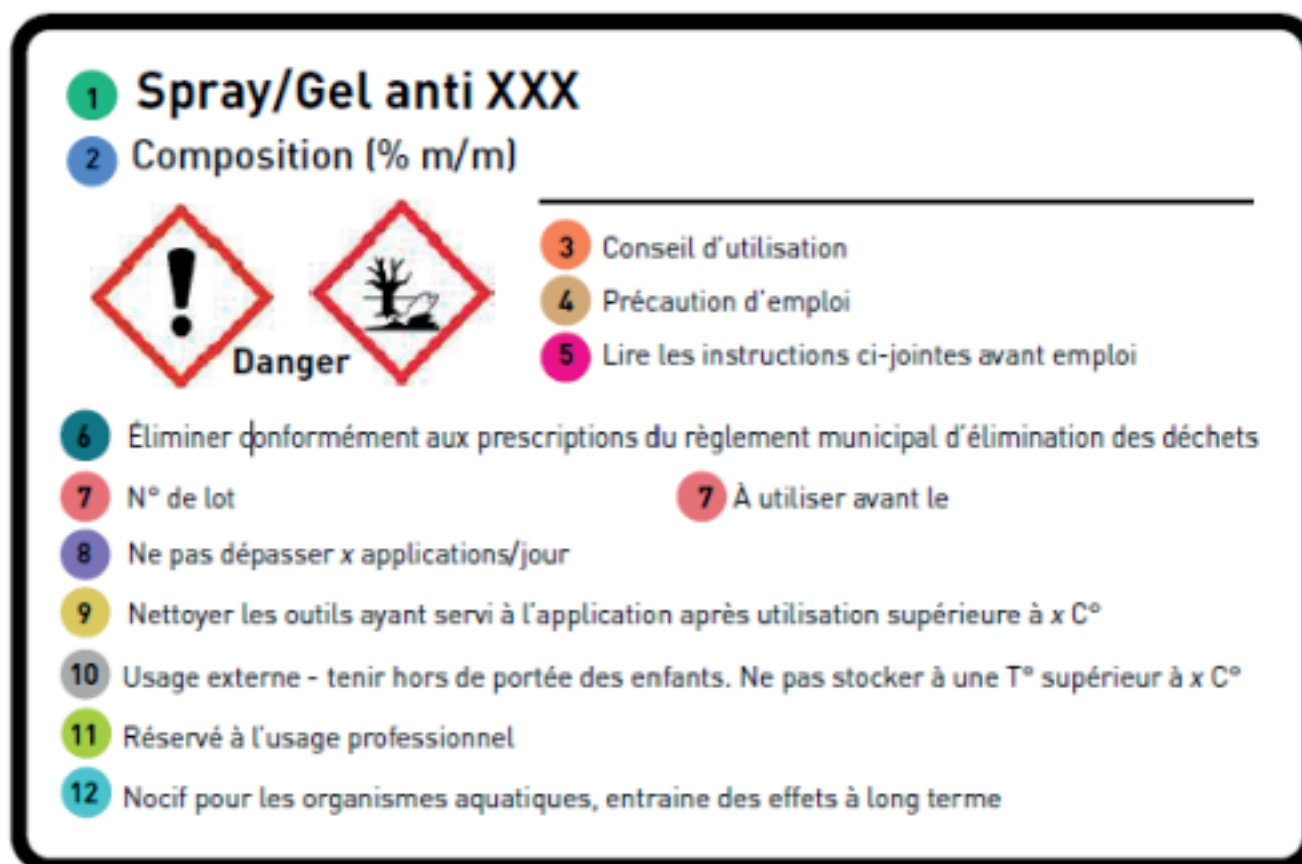 1 Spray/Gel anti XXX
2 Composition (% m/m)
Danger
3 Conseil d'utilisation
4 Précaution d'emploi
5 Lire les instructions ci-jointes avant emploi
6 Éliminer conformément aux prescriptions du règlement municipal d'élimination des déchets
7 N° de lot 7 À utiliser avant le
8 Ne pas dépasser x applications/jour
9 Nettoyer les outils ayant servi à l'application après utilisation supérieure à x C°
10 Usage externe - tenir hors de portée des enfants. Ne pas stocker à une T° supérieur à x C°
11 Réservé à l'usage professionnel
12 Nocif pour les organismes aquatiques, entraine des effets à long terme